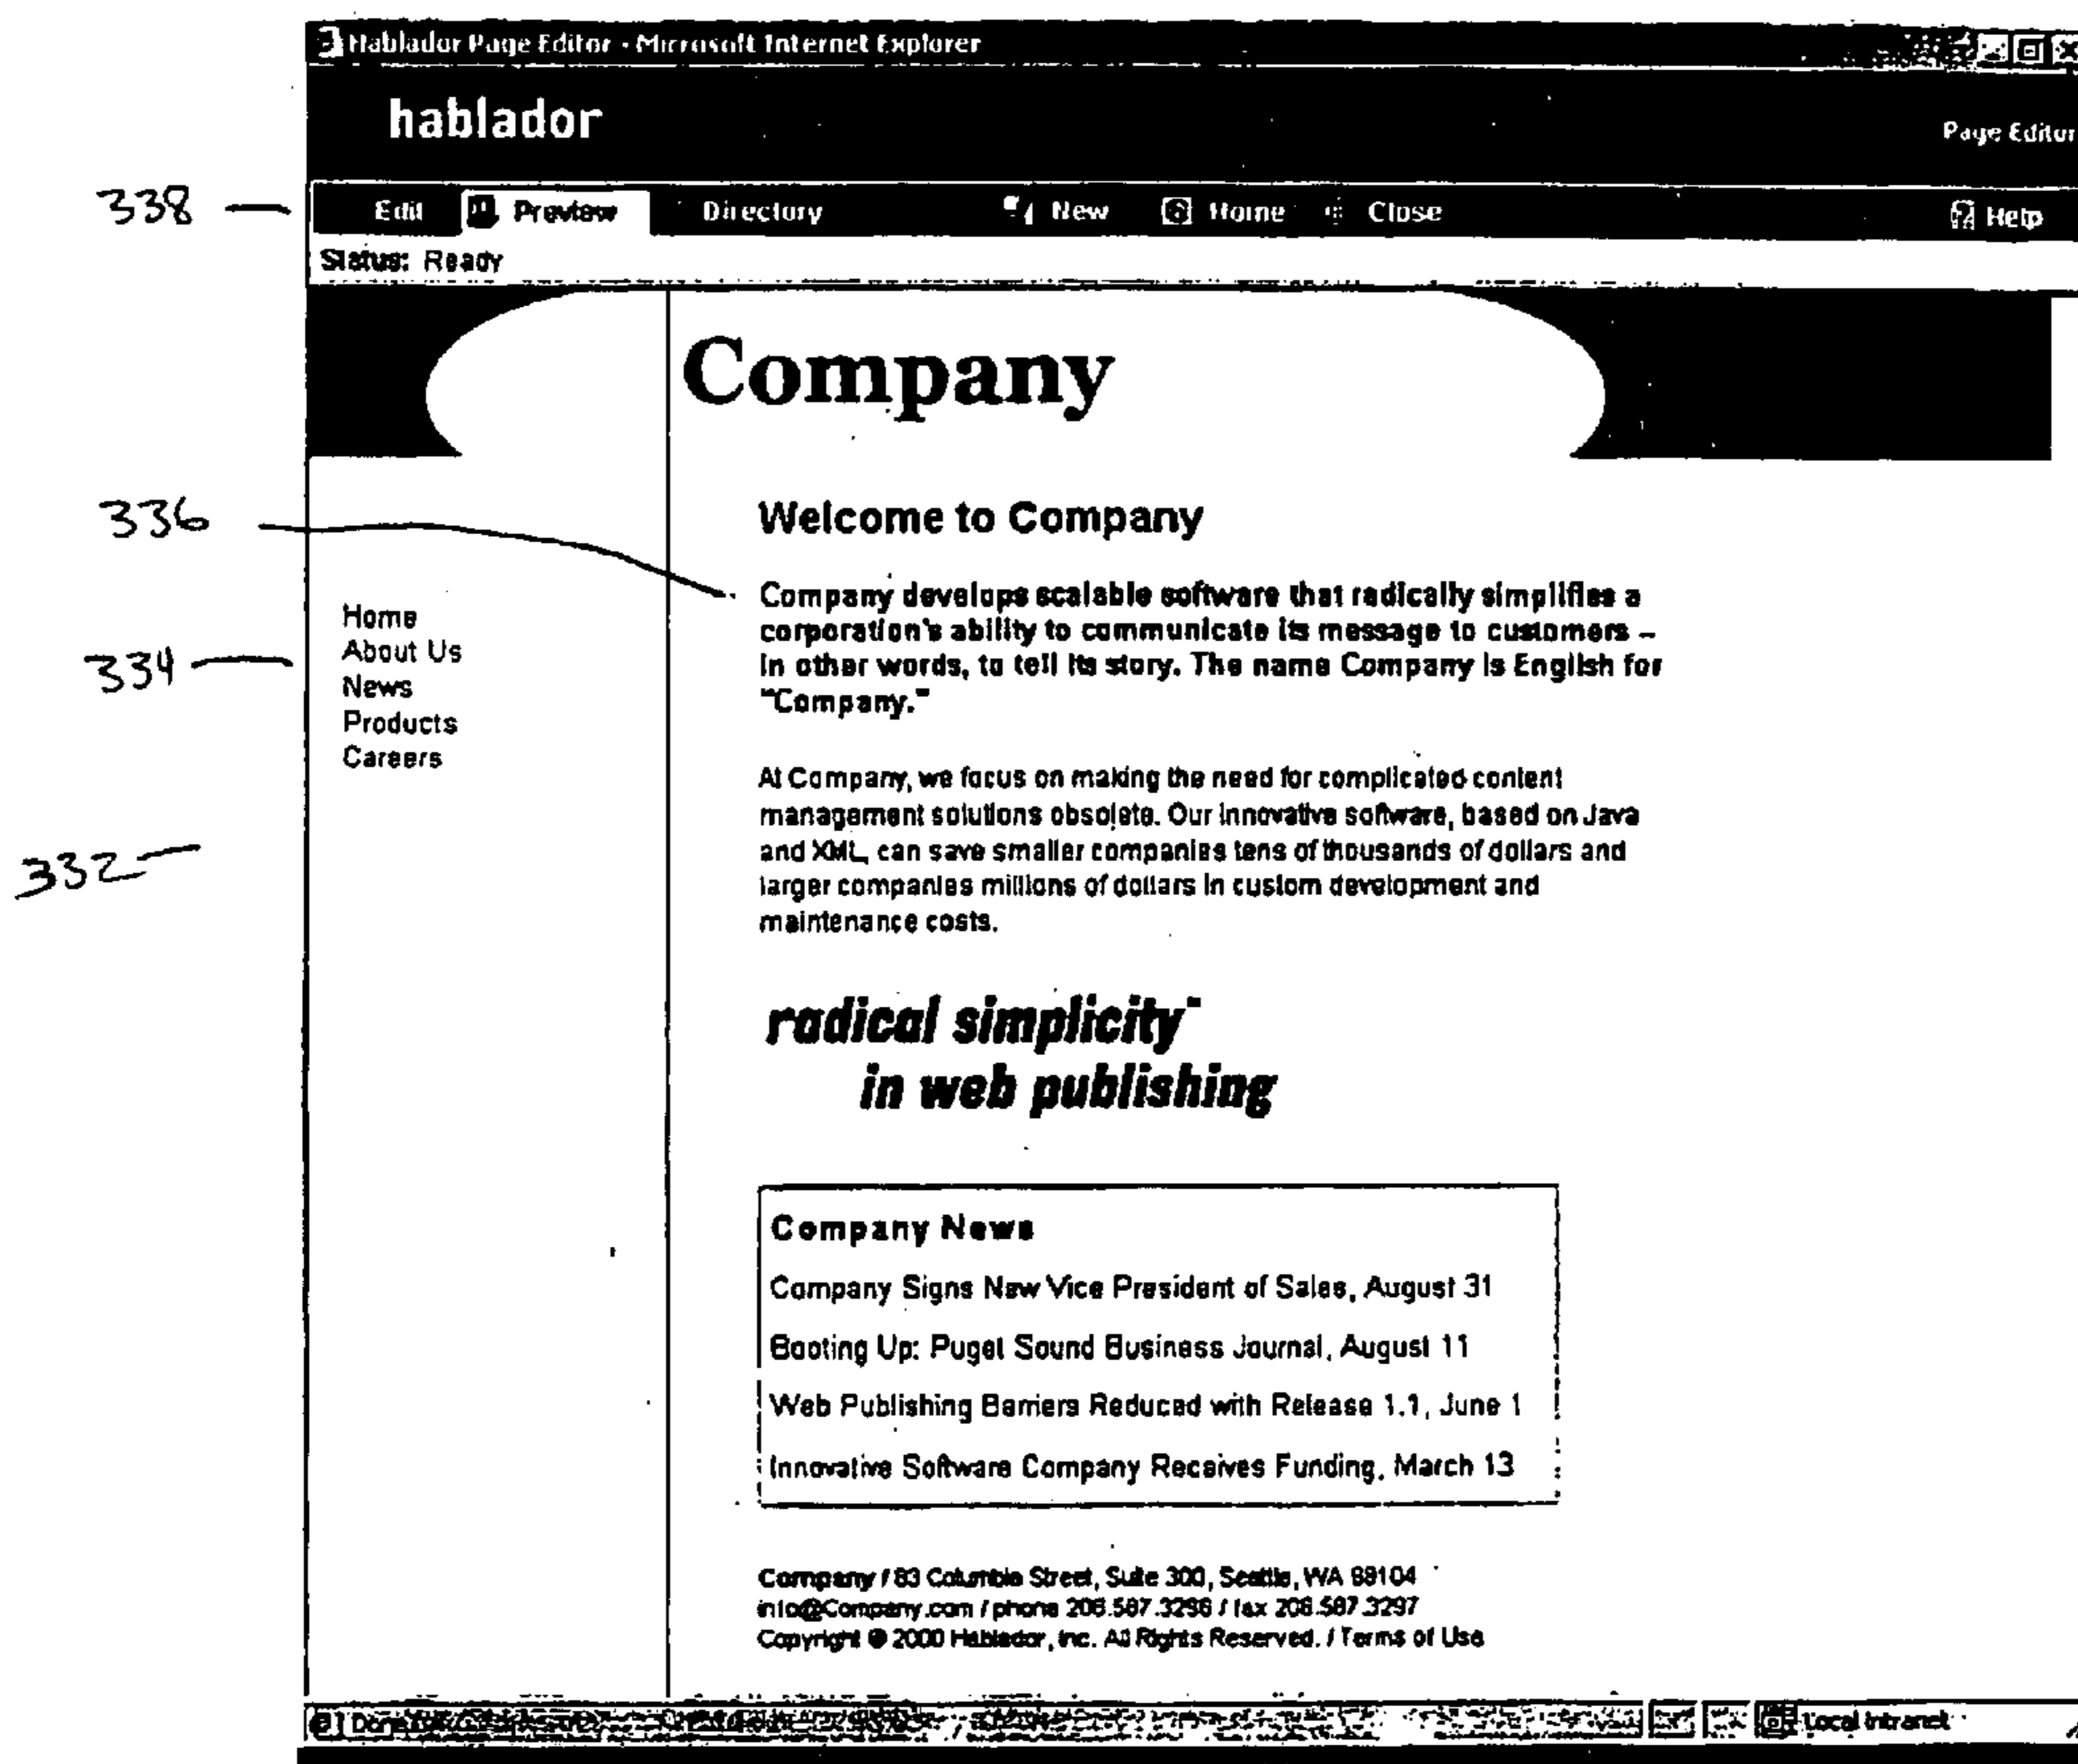 Hablador Page Editor - Microsoft Internet Explorer
hablador
Page Editor
338
Edit Preview Directory New Home Close Help
Status: Ready
Company
336
Welcome to Company
Company develops scalable software that radically simplifies a
corporation's ability to communicate its message to customers –
in other words, to tell its story. The name Company is English for
"Company."
Home
334
About Us
News
Products
Careers
At Company, we focus on making the need for complicated content
management solutions obsolete. Our innovative software, based on Java
and XML, can save smaller companies tens of thousands of dollars and
larger companies millions of dollars in custom development and
maintenance costs.
332
radical simplicity™
in web publishing
Company News
Company Signs New Vice President of Sales, August 31
Booting Up: Puget Sound Business Journal, August 11
Web Publishing Barriers Reduced with Release 1.1, June 1
Innovative Software Company Receives Funding, March 13
Company / 83 Columbia Street, Suite 300, Seattle, WA 98104
info@Company.com / phone 206.587.3296 / fax 206.587.3297
Copyright © 2000 Hablador, Inc. All Rights Reserved. / Terms of Use
Done
Local intranet